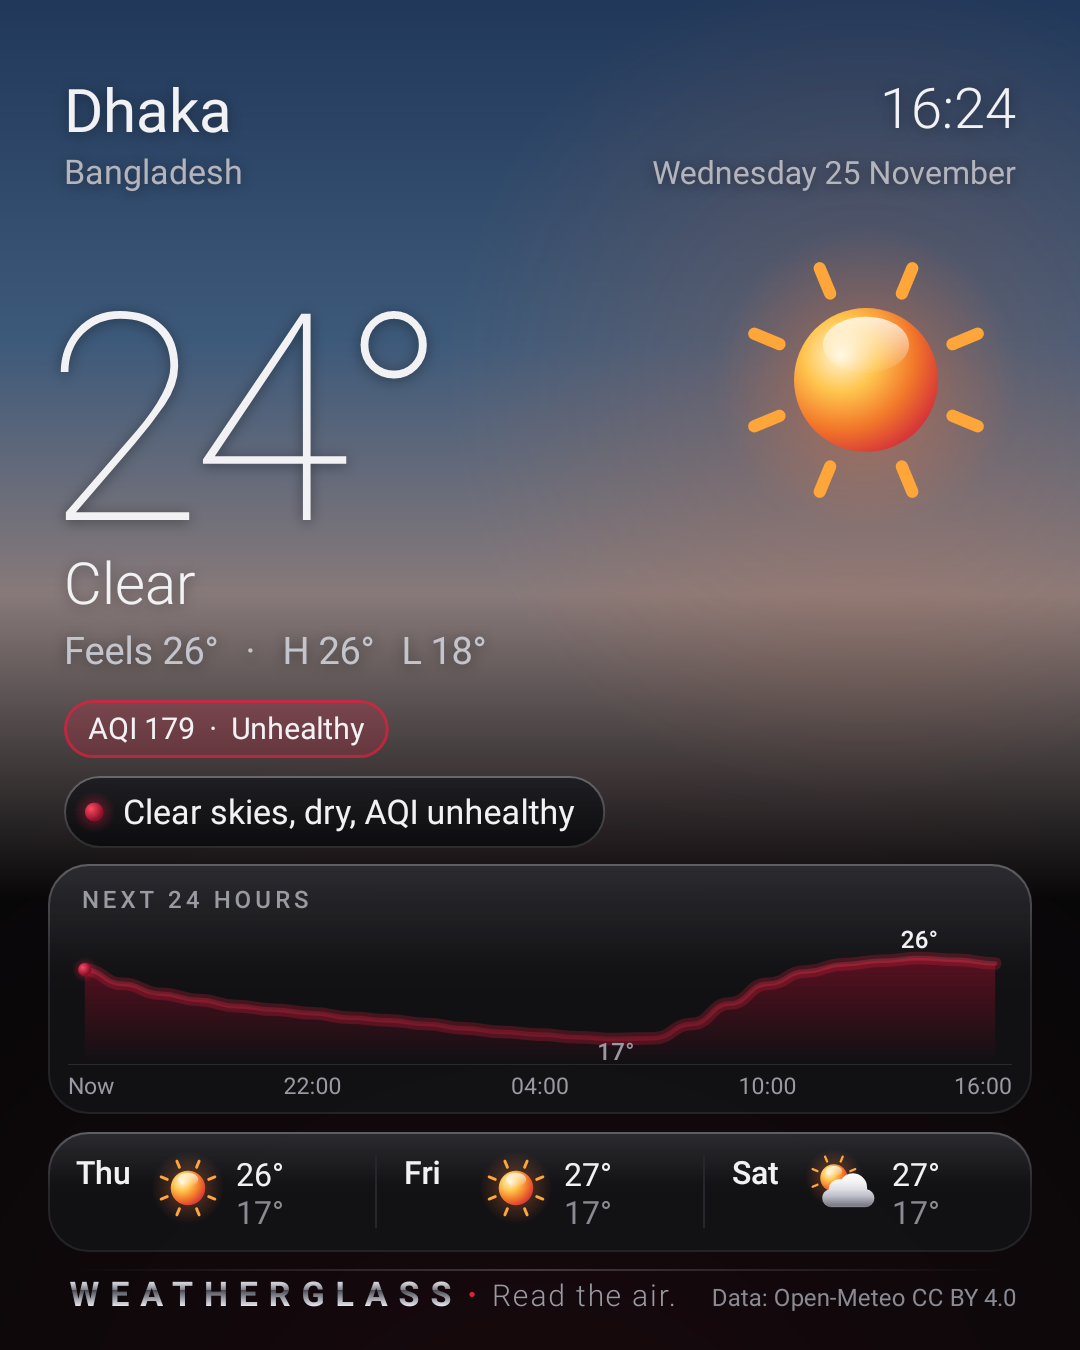 Dhaka
16:24
Bangladesh
Wednesday 25 November
24°
Clear
Feels 26° · H 26° L 18°
AQI 179 · Unhealthy
Clear skies, dry, AQI unhealthy
NEXT 24 HOURS
26°
17°
Now 22:00 04:00 10:00 16:00
Thu 26° Fri 27° Sat 27°
17° 17° 17°
WEATHERGLASS · Read the air. Data: Open-Meteo CC BY 4.0